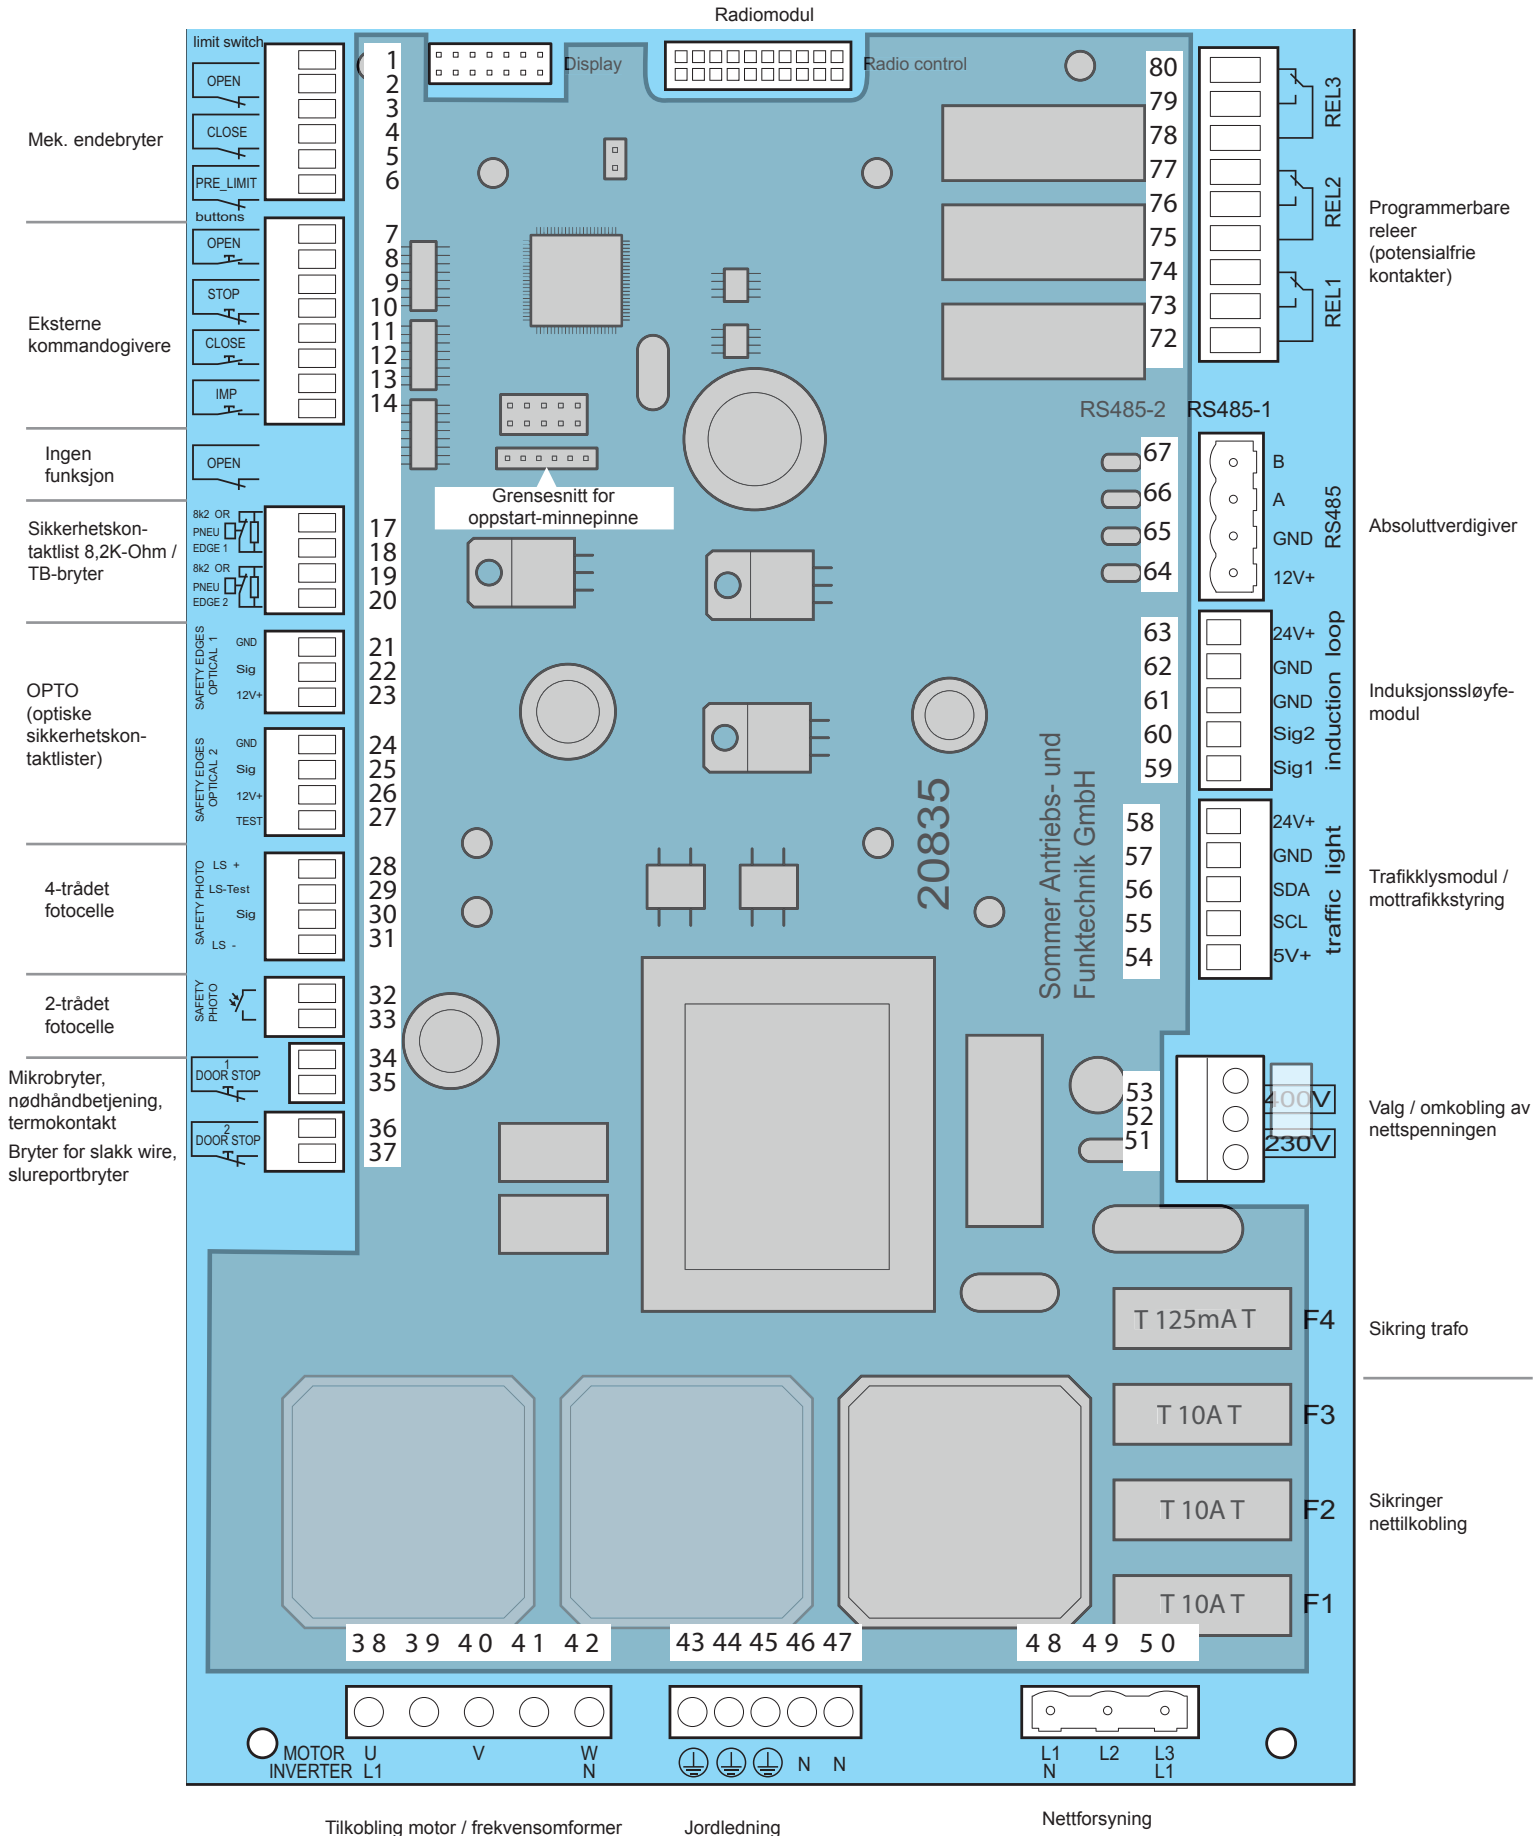 Radiomodul
limit switch
OPEN
CLOSE
PRE_LIMIT
Mek. endebryter
1
2
3
4
5
6
Display
Radio control
buttons
OPEN
STOP
CLOSE
IMP
Eksterne
kommandogivere
7
8
9
10
11
12
13
14
Ingen
funksjon
OPEN
Grensesnitt for
oppstart-minnepinne
Sikkerhetskon-
taktlist 8,2K-Ohm /
TB-bryter
8k2 OR
PNEU
EDGE 1
8k2 OR
PNEU
EDGE 2
17
18
19
20
OPTO
(optiske
sikkerhetskon-
taktlister)
SAFETY EDGES
OPTICAL 1
GND
Sig
12V+
21
22
23
SAFETY EDGES
OPTICAL 2
GND
Sig
12V+
TEST
24
25
26
27
4-trådet
fotocelle
SAFETY PHOTO
LS +
LS-Test
Sig
LS -
28
29
30
31
2-trådet
fotocelle
SAFETY
PHOTO
32
33
Mikrobryter,
nødhåndbetjening,
termokontakt
1
DOOR STOP
34
35
Bryter for slakk wire,
slureportbryter
2
DOOR STOP
36
37
80
79
78
77
76
75
74
73
72
REL3
REL2
REL1
Programmerbare
releer
(potensialfrie
kontakter)
RS485-2 RS485-1
67
66
65
64
B
A
GND
12V+
RS485
Absoluttverdigiver
63
62
61
60
59
24V+
GND
GND
Sig2
Sig1
induction loop
Induksjonssløyfe-
modul
58
57
56
55
54
24V+
GND
SDA
SCL
5V+
traffic light
Trafikklysmodul /
mottrafikkstyring
20835
Sommer Antriebs- und
Funktechnik GmbH
53
52
51
400V
230V
Valg / omkobling av
nettspenningen
T 125mA T F4
Sikring trafo
T 10A T F3
T 10A T F2
T 10A T F1
Sikringer
nettilkobling
38 39 40 41 42
43 44 45 46 47
48 49 50
MOTOR U V W
INVERTER L1 N
N N
L1 L2 L3
N L1
Tilkobling motor / frekvensomformer
Jordledning
Nettforsyning